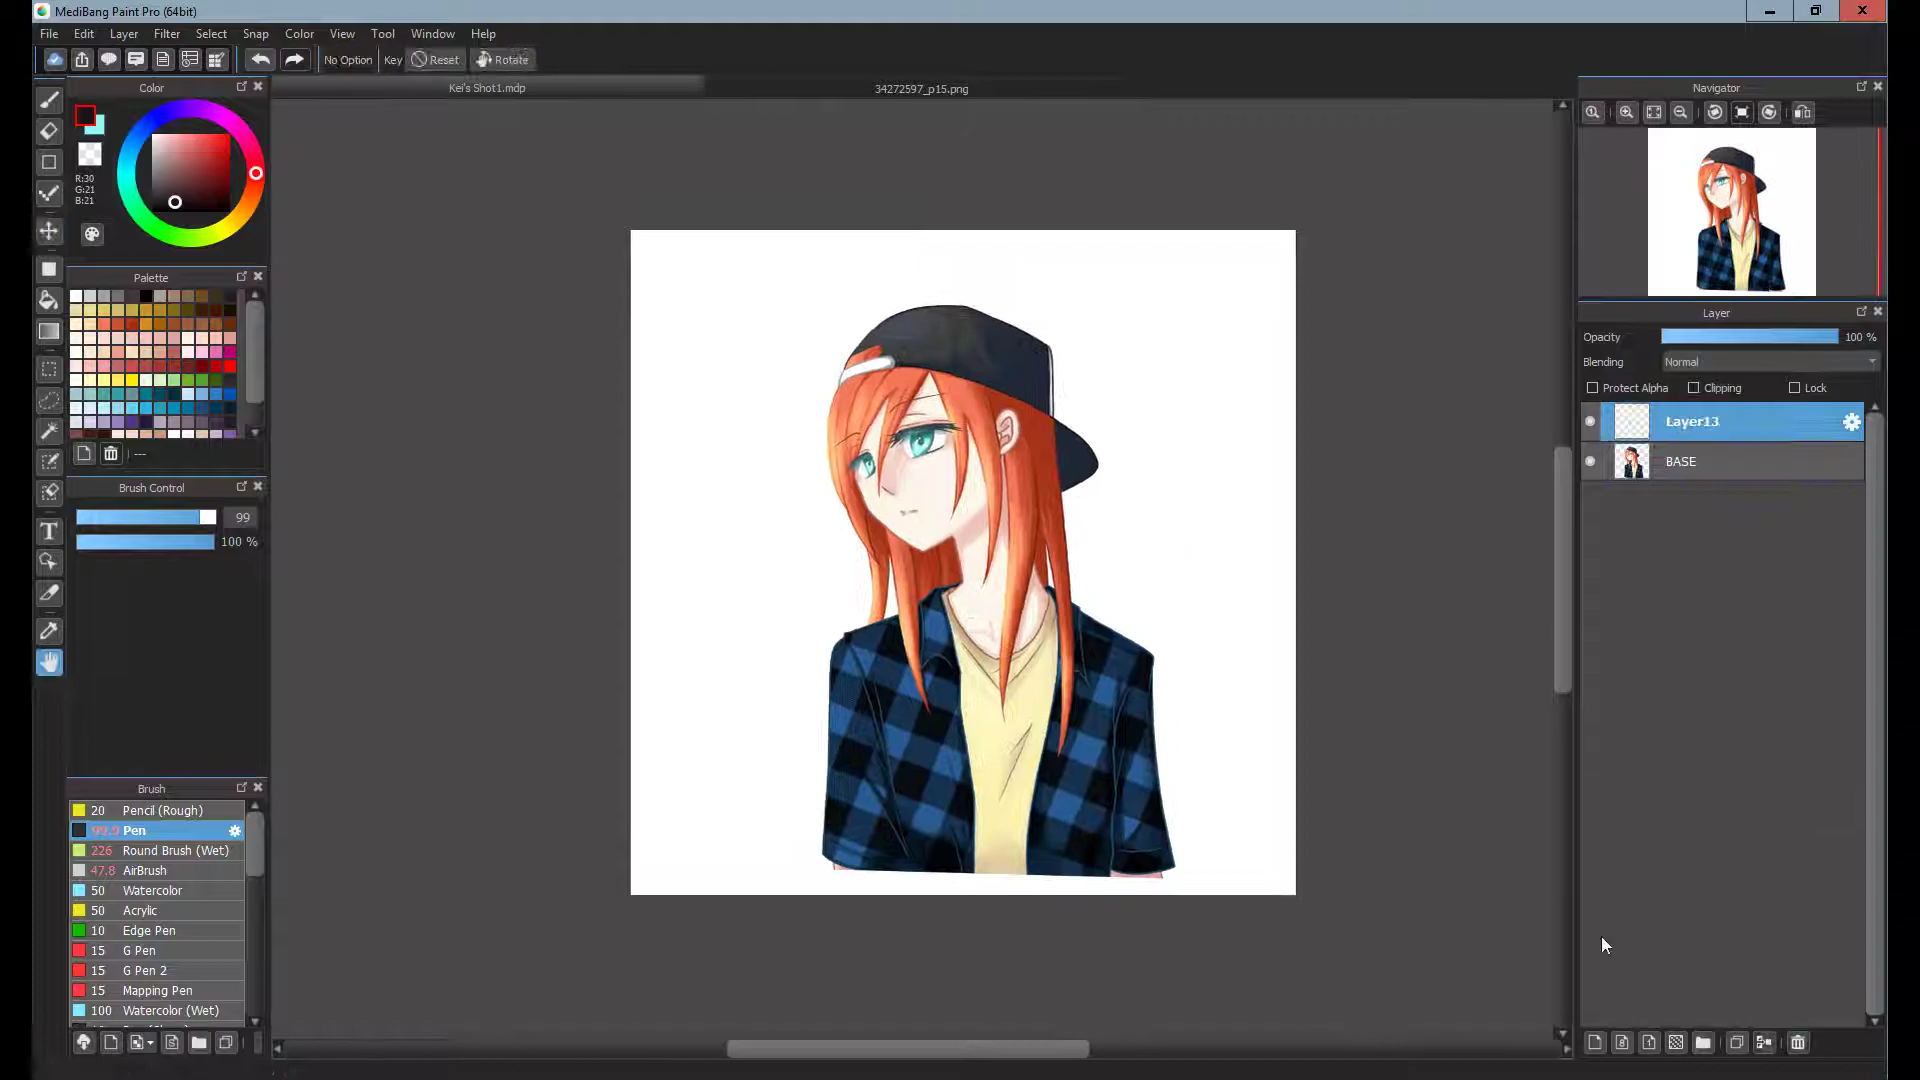 MediBang Paint Pro (64bit)
File Edit Layer Filter Select Snap Color View Tool Window Help
No Option Key Reset Rotate
Color
Kei's Shot1.mdp
34272597_p15.png
Navigator
R:30
G:21
B:21
Palette
---
Layer
Opacity 100 %
Blending Normal
Protect Alpha Clipping Lock
Layer13
BASE
Brush Control
99
100 %
Brush
20 Pencil (Rough)
99.9 Pen
226 Round Brush (Wet)
47.8 AirBrush
50 Watercolor
50 Acrylic
10 Edge Pen
15 G Pen
15 G Pen 2
15 Mapping Pen
100 Watercolor (Wet)